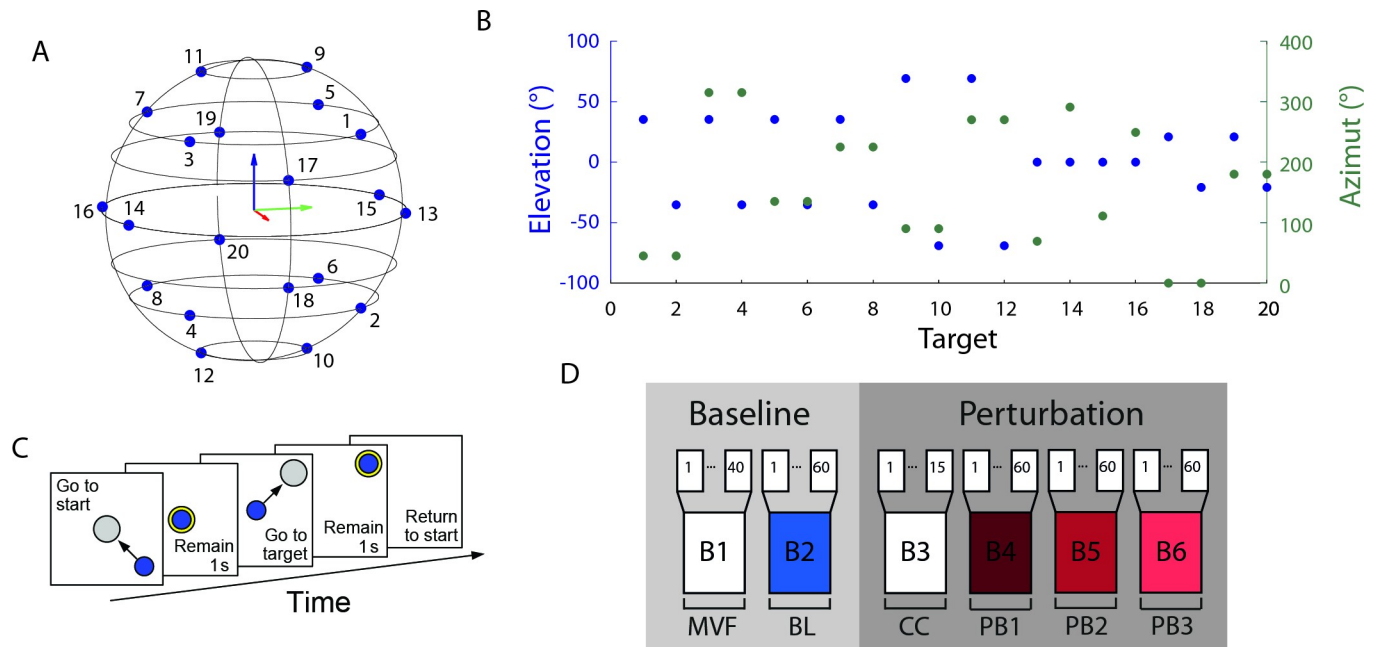 A
11
9
7
5
19
1
3
17
16
14
15
13
20
6
8
18
4
2
12
10
B
100
50
0
-50
-100
Elevation (°)
400
300
200
100
0
Azimut (°)
0 2 4 6 8 10 12 14 16 18 20
Target
C
Go to
start
Remain
1s
Go to
target
Remain
1s
Return
to start
Time
D
Baseline
Perturbation
1 ... 40 1 ... 60 1 ... 15 1 ... 60 1 ... 60 1 ... 60
B1 B2 B3 B4 B5 B6
MVF BL CC PB1 PB2 PB3